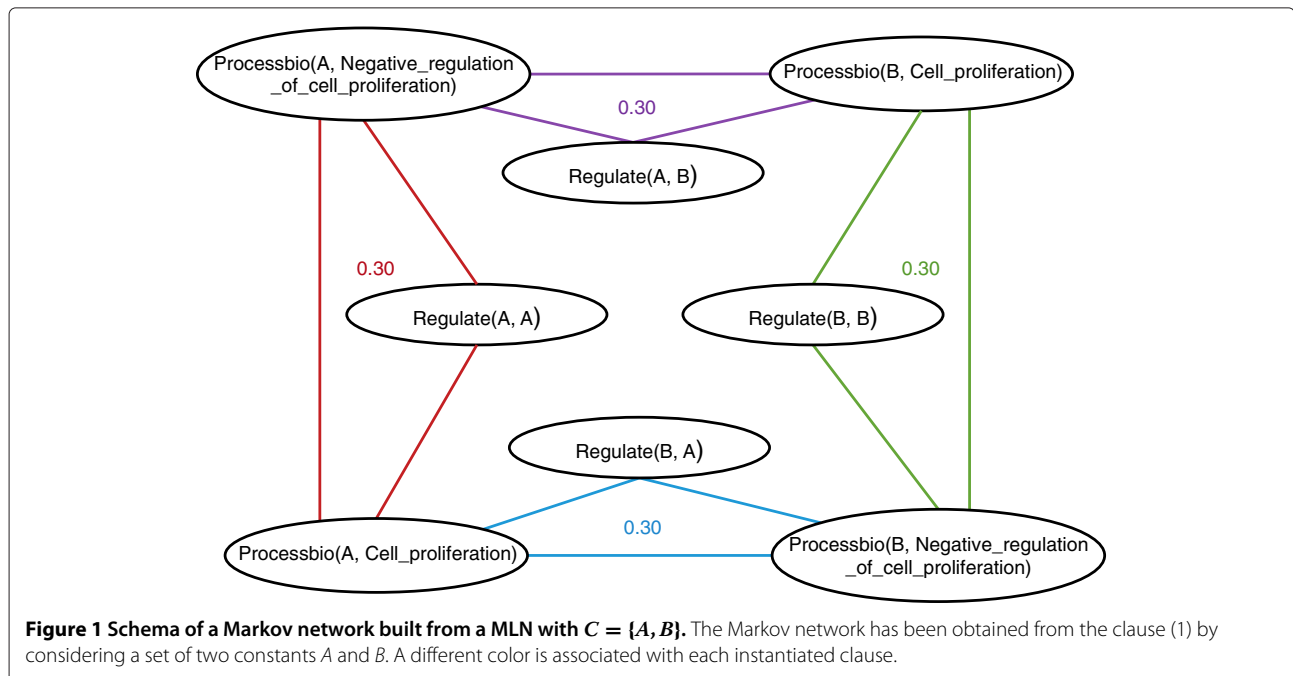 Processbio(A, Negative_regulation
_of_cell_proliferation)
Processbio(B, Cell_proliferation)
0.30
Regulate(A, B)
0.30
0.30
Regulate(A, A)
Regulate(B, B)
Regulate(B, A)
0.30
Processbio(A, Cell_proliferation)
Processbio(B, Negative_regulation
_of_cell_proliferation)
Figure 1 Schema of a Markov network built from a MLN with C = {A, B}. The Markov network has been obtained from the clause (1) by
considering a set of two constants A and B. A different color is associated with each instantiated clause.